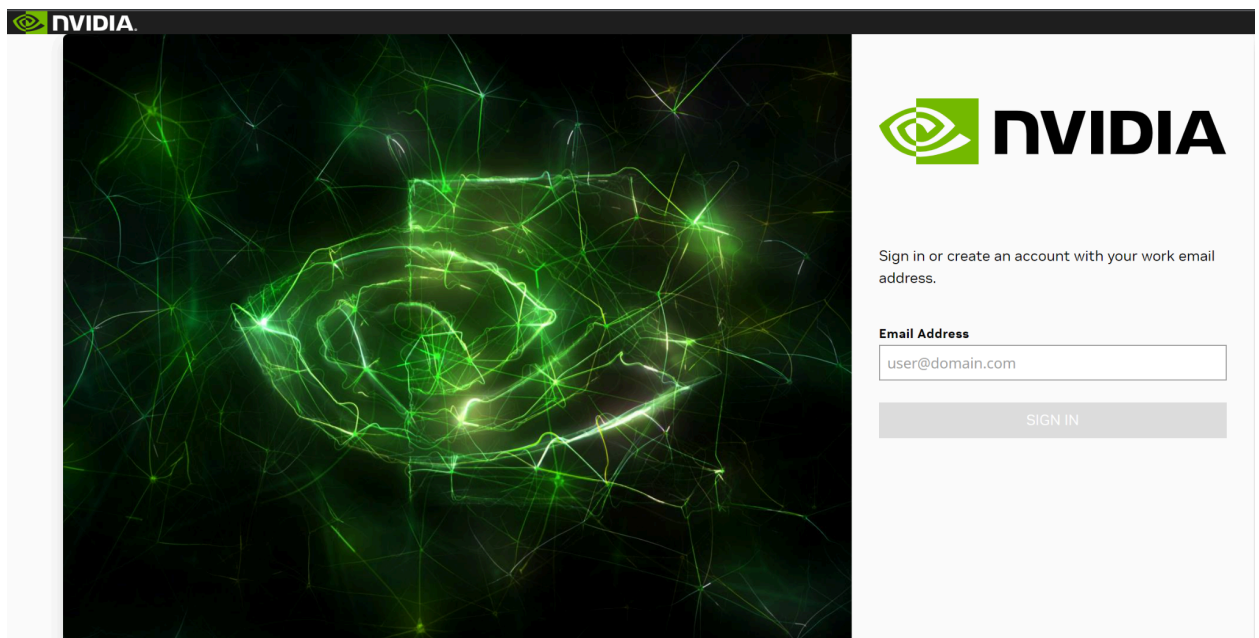 NVIDIA.
NVIDIA
Sign in or create an account with your work email
address.
Email Address
user@domain.com
SIGN IN